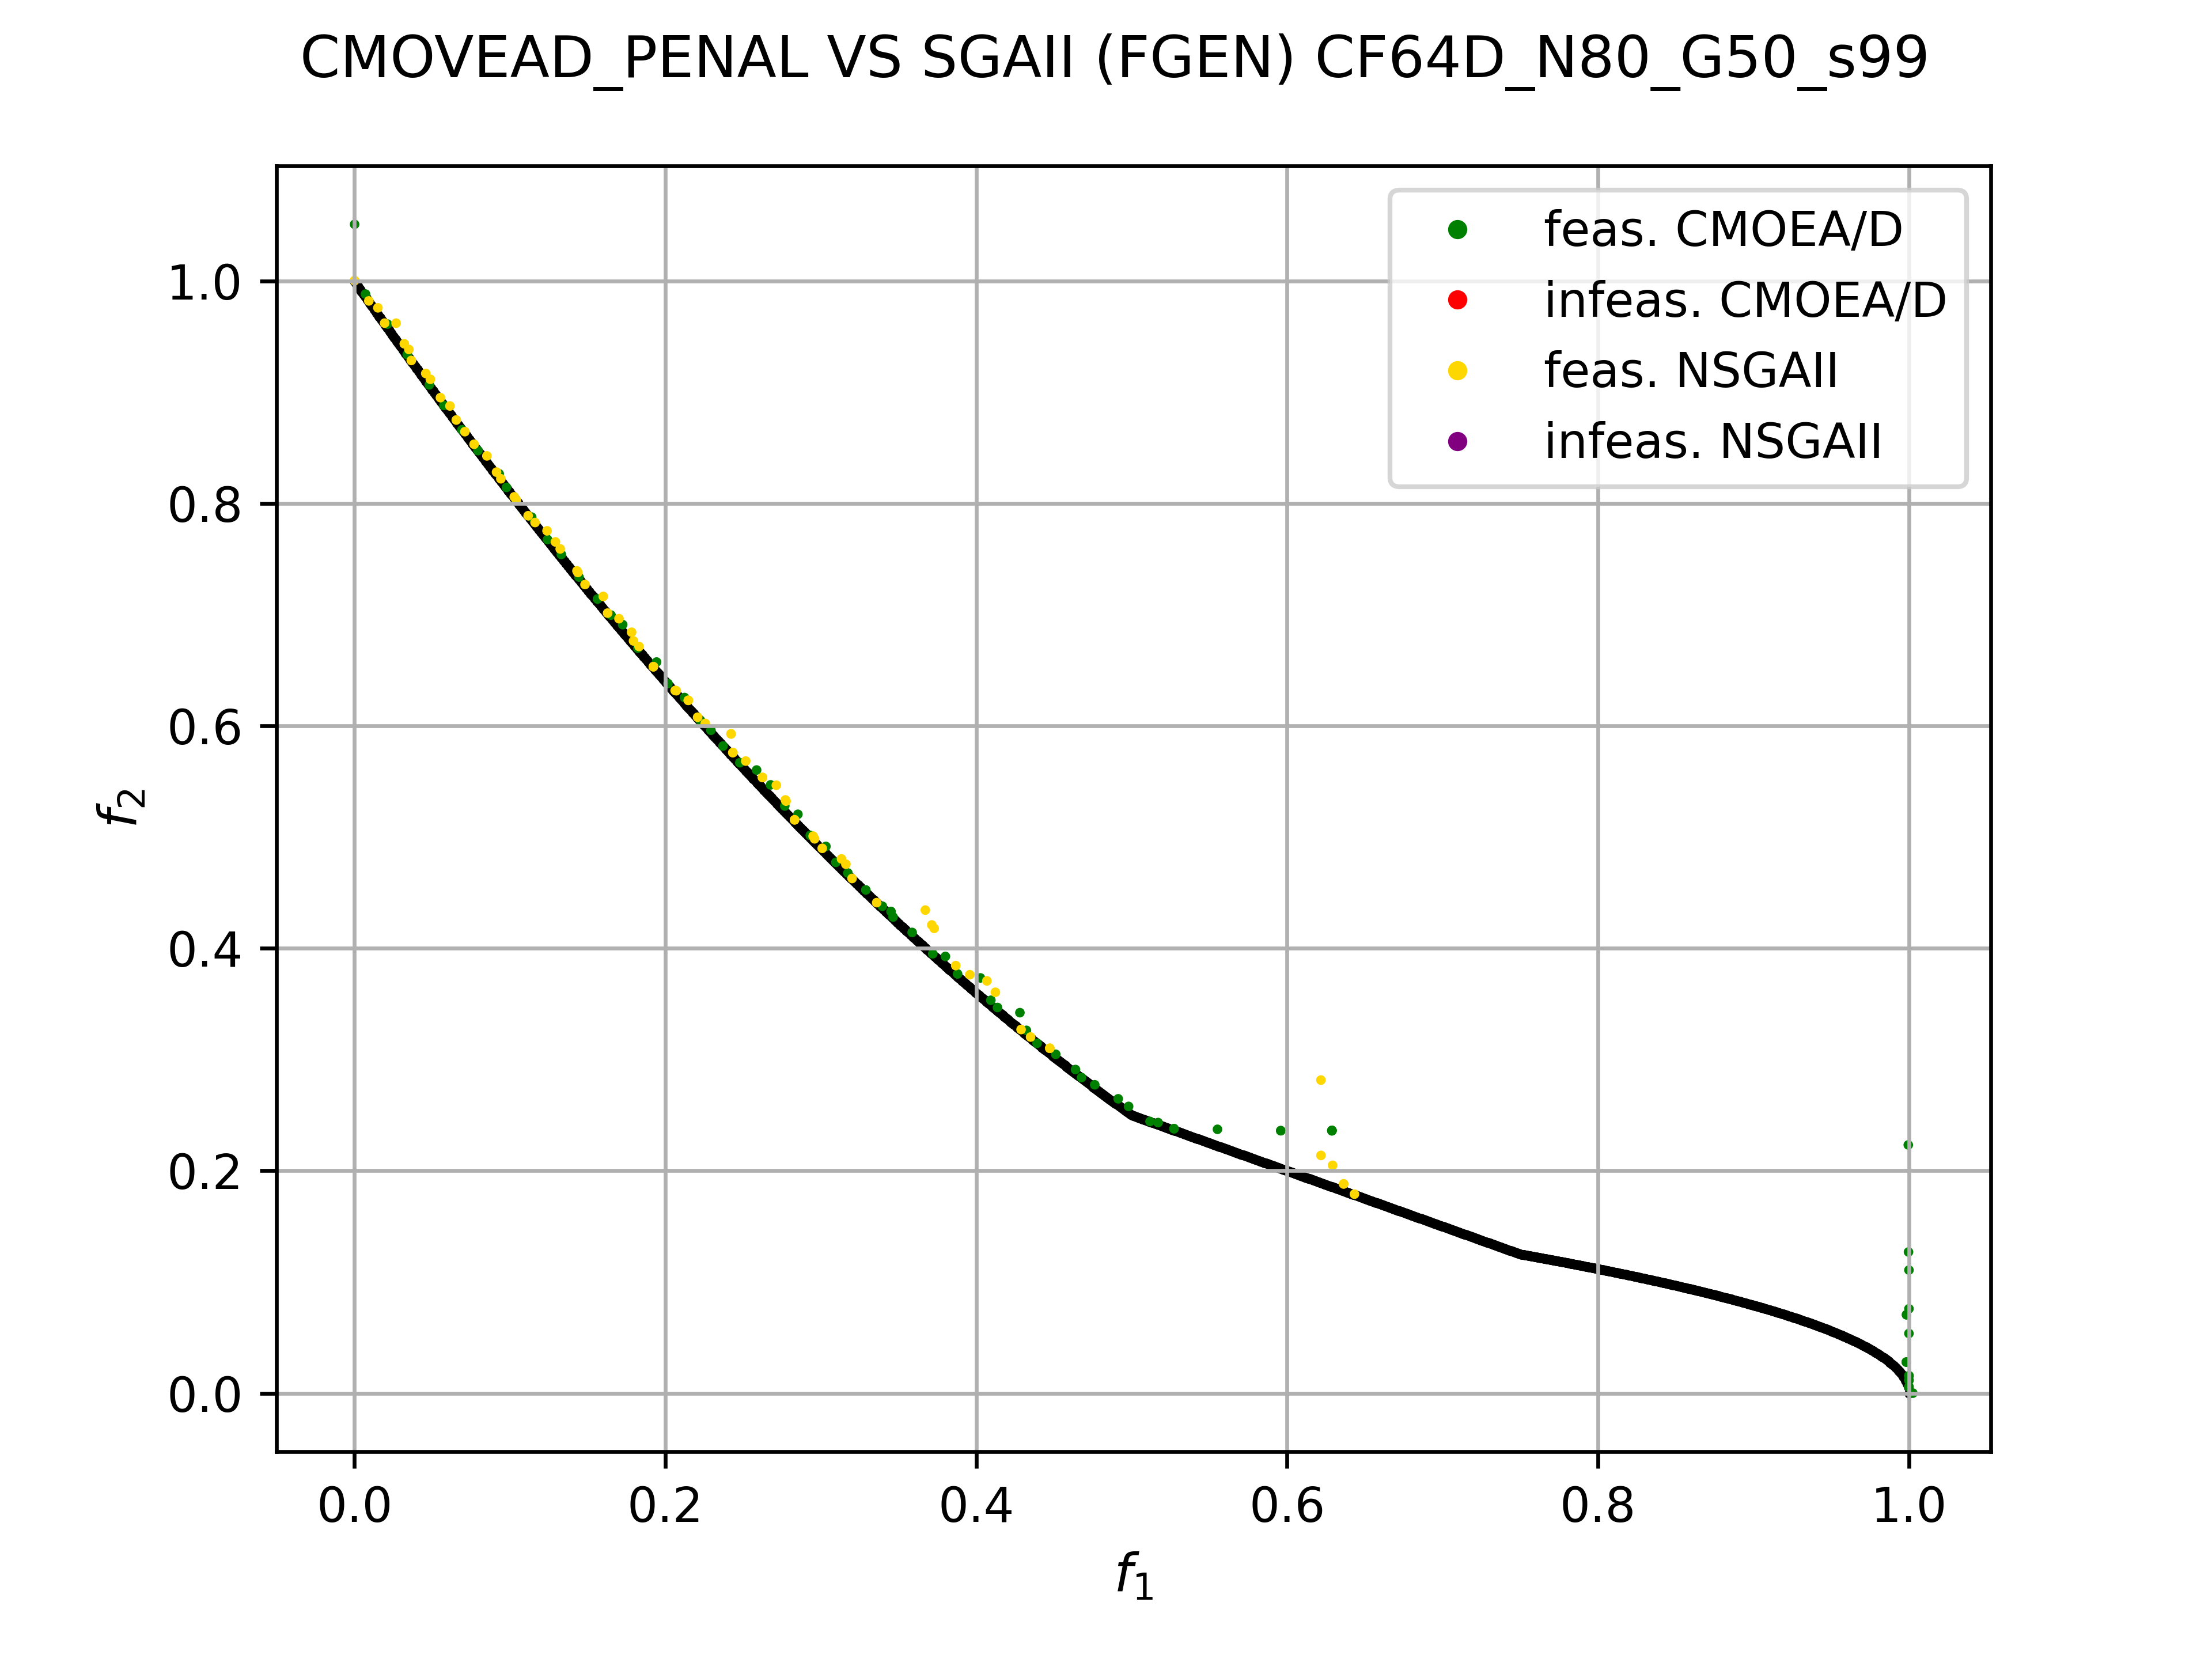 CMOVEAD_PENAL VS SGAII (FGEN) CF64D_N80_G50_s99
feas. CMOEA/D
infeas. CMOEA/D
feas. NSGAII
infeas. NSGAII
1.0
0.8
0.6
0.4
0.2
0.0
f2
0.0 0.2 0.4 0.6 0.8 1.0
f1